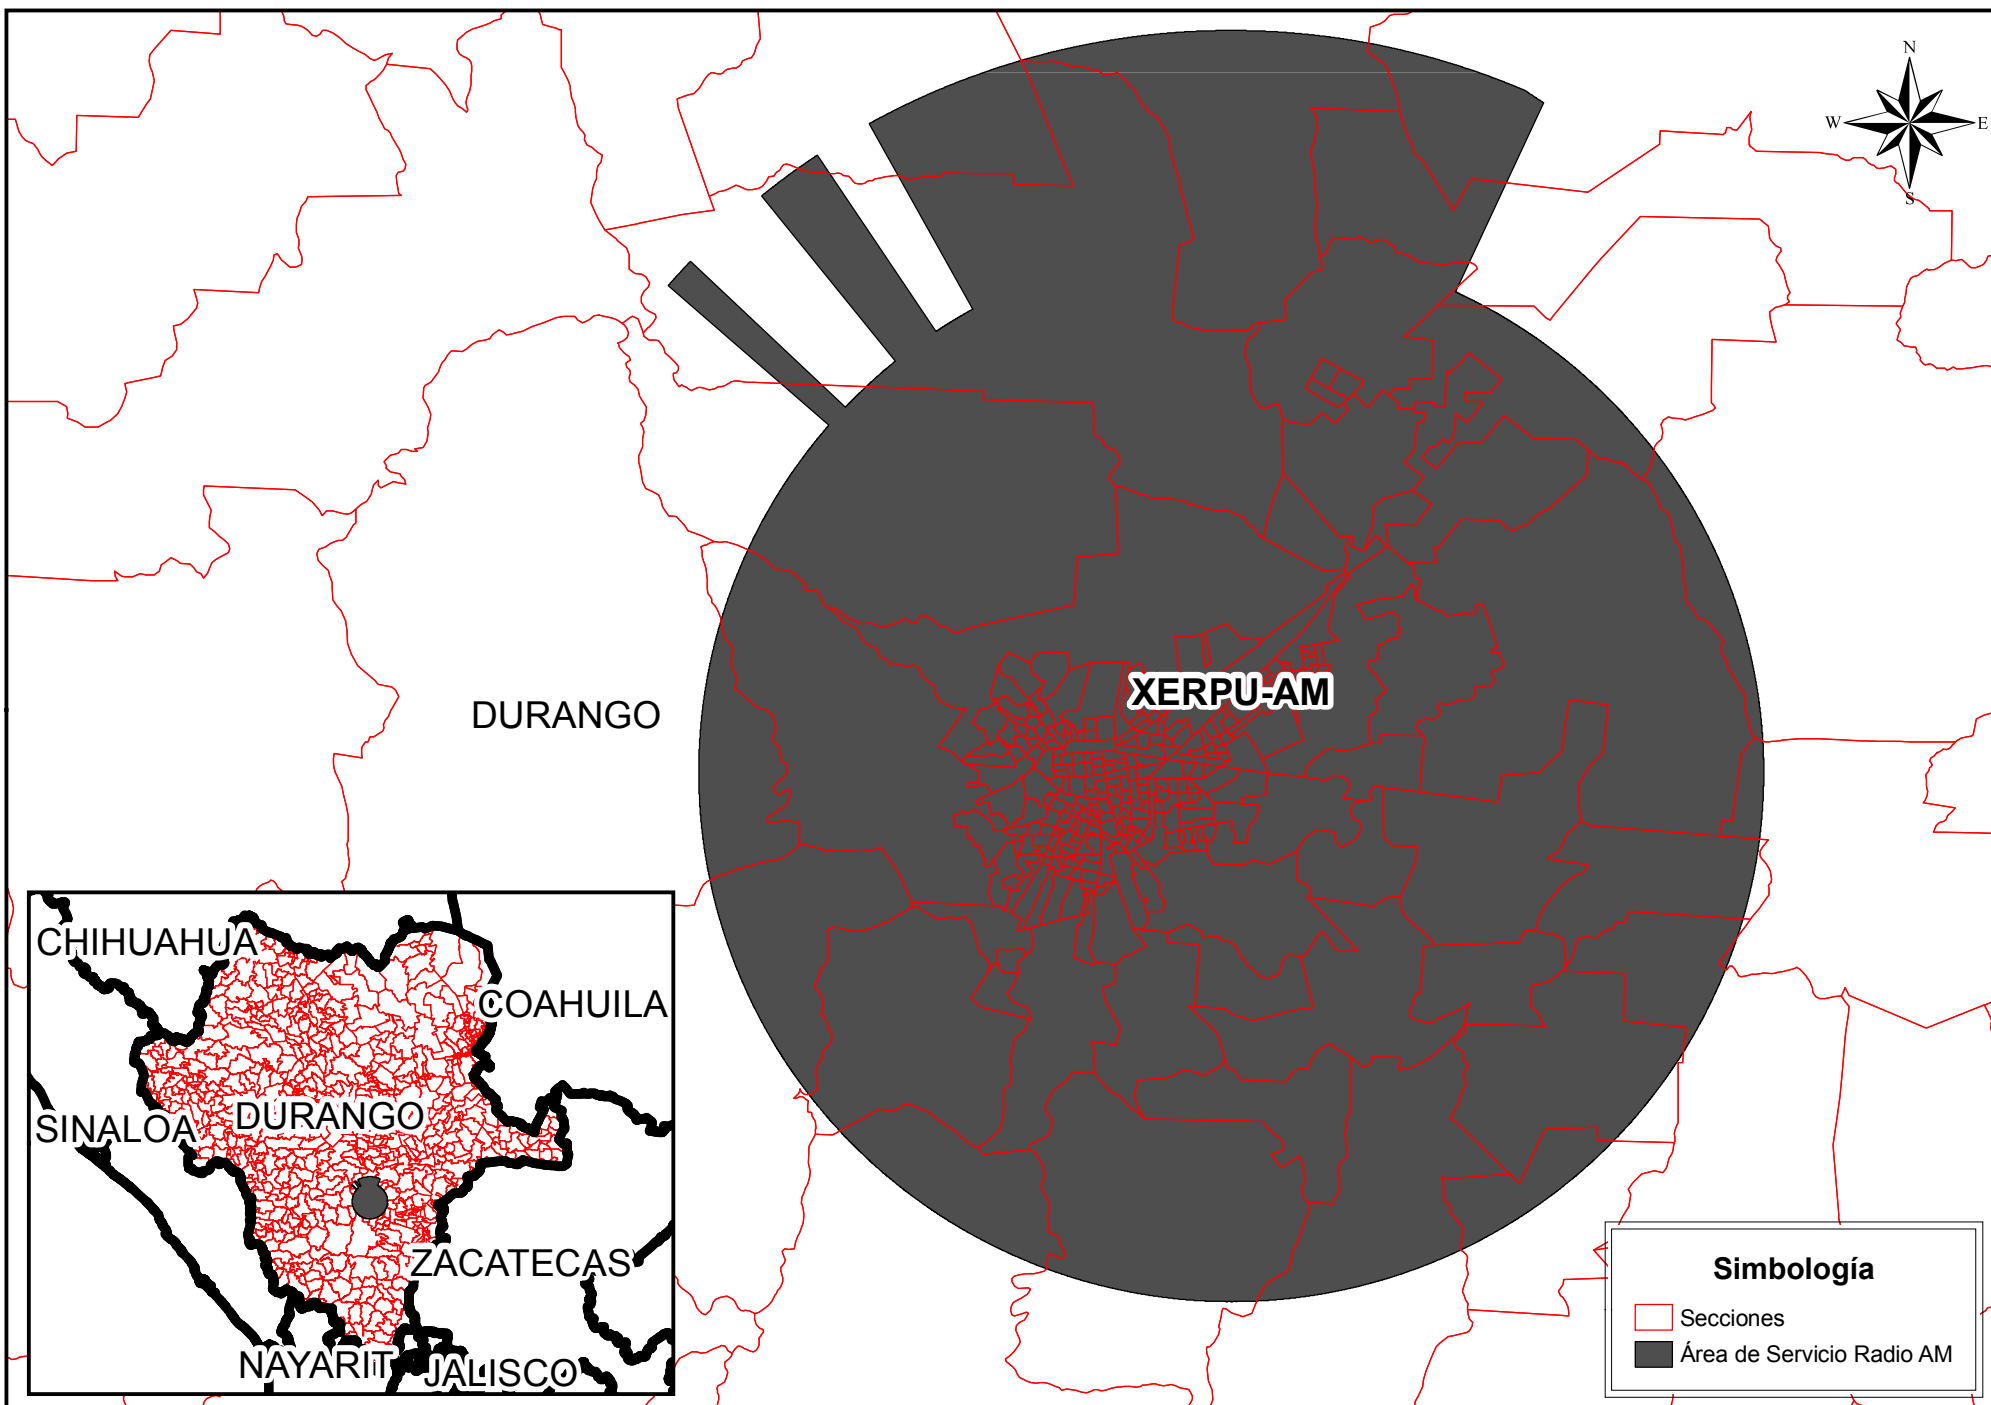 N
W E
S
XERPU-AM
DURANGO
CHIHUAHUA
COAHUILA
SINALOA
DURANGO
ZACATECAS
NAYARIT
JALISCO
Simbología
Secciones
Área de Servicio Radio AM